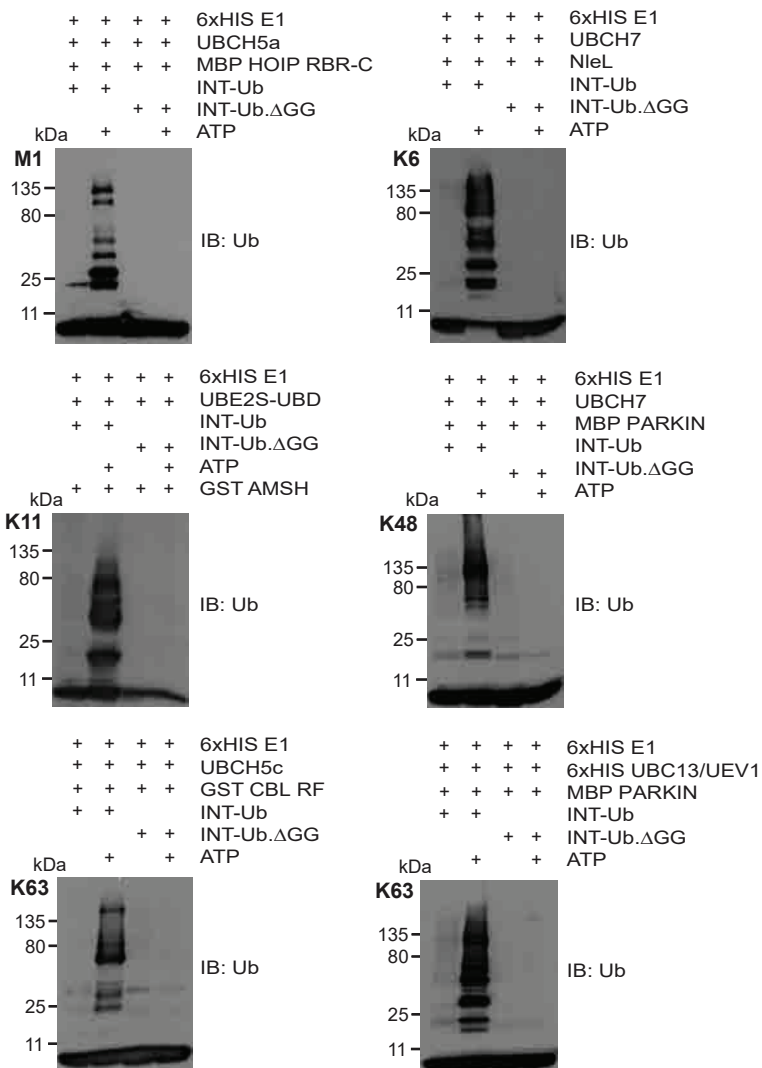 + + + + 6xHIS E1
+ + + + UBCH5a
+ + + + MBP HOIP RBR-C
+ + INT-Ub
+ + INT-Ub.ΔGG
+ + ATP
kDa
M1
135
80
25
11
IB: Ub
+ + + + 6xHIS E1
+ + + + UBCH7
+ + + + NleL
+ + INT-Ub
+ + INT-Ub.ΔGG
+ + ATP
kDa
K6
135
80
25
11
IB: Ub
+ + + + 6xHIS E1
+ + + + UBE2S-UBD
+ + INT-Ub
+ + INT-Ub.ΔGG
+ + ATP
+ + + + GST AMSH
kDa
K11
135
80
25
11
IB: Ub
+ + + + 6xHIS E1
+ + + + UBCH7
+ + + + MBP PARKIN
+ + INT-Ub
+ + INT-Ub.ΔGG
+ + ATP
kDa
K48
135
80
25
11
IB: Ub
+ + + + 6xHIS E1
+ + + + UBCH5c
+ + + + GST CBL RF
+ + INT-Ub
+ + INT-Ub.ΔGG
+ + ATP
kDa
K63
135
80
25
11
IB: Ub
+ + + + 6xHIS E1
+ + + + 6xHIS UBC13/UEV1
+ + + + MBP PARKIN
+ + INT-Ub
+ + INT-Ub.ΔGG
+ + ATP
kDa
K63
135
80
25
11
IB: Ub